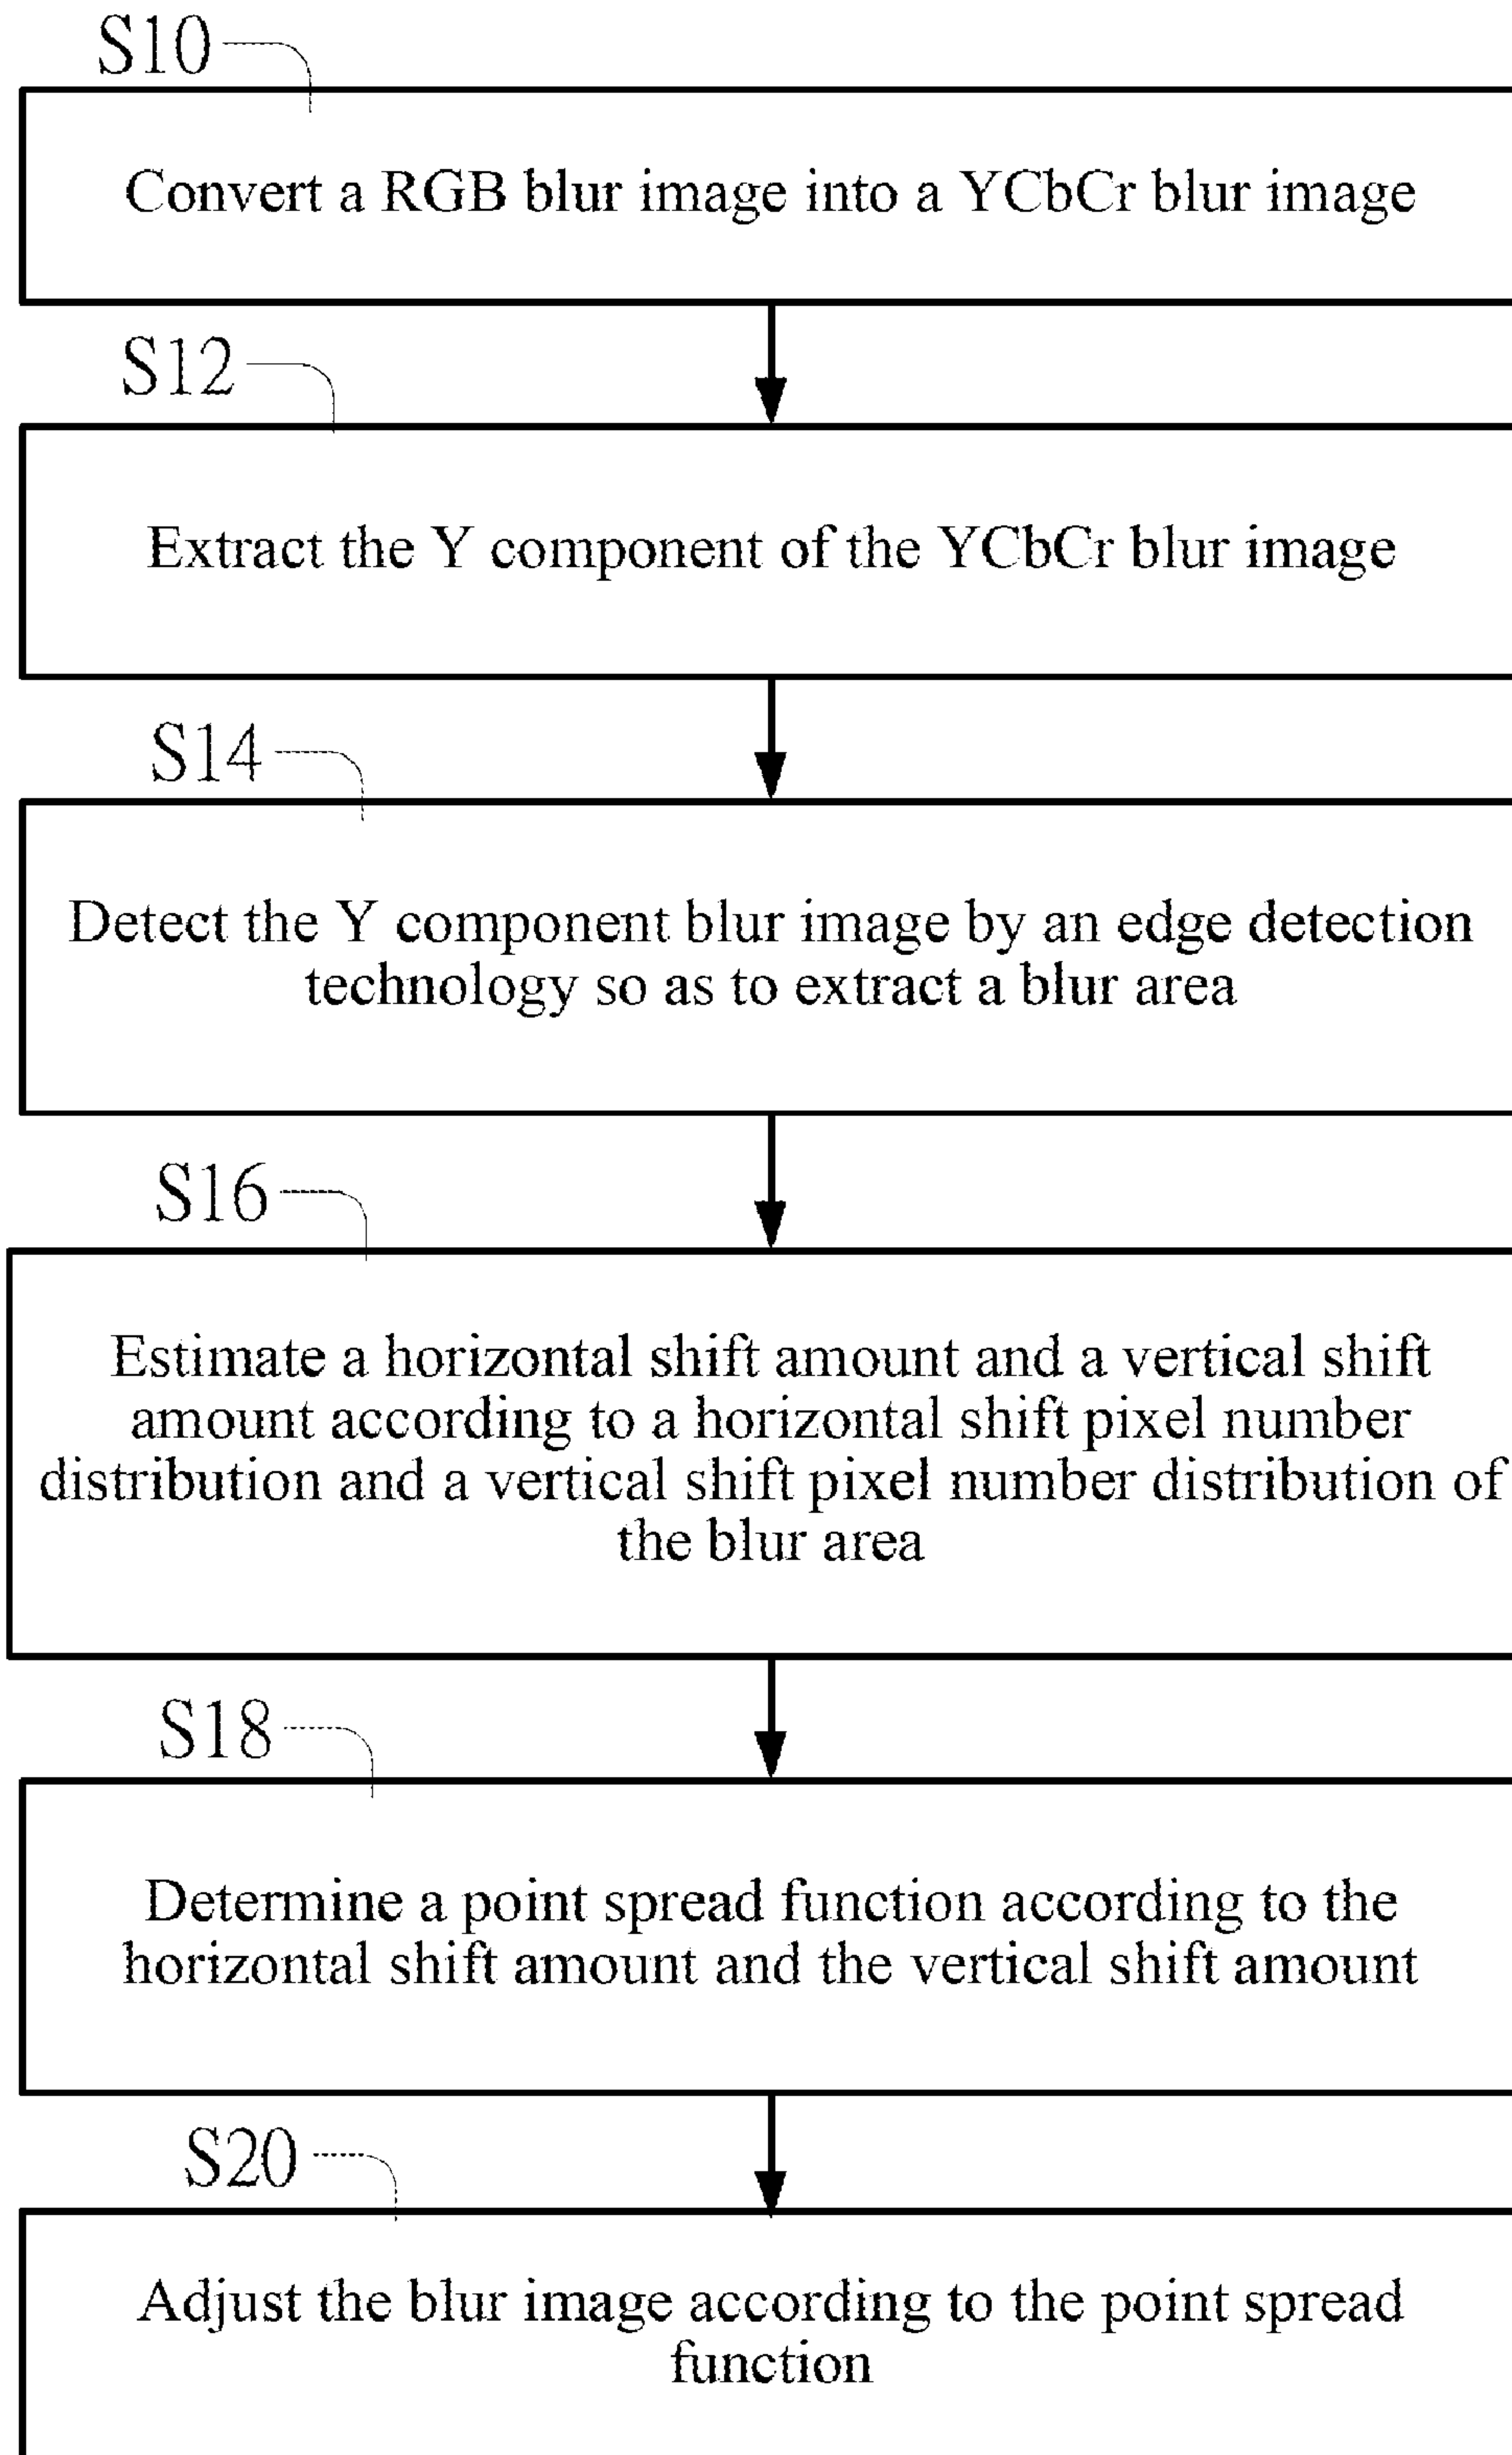 S10
Convert a RGB blur image into a YCbCr blur image
S12
Extract the Y component of the YCbCr blur image
S14
Detect the Y component blur image by an edge detection
technology so as to extract a blur area
S16
Estimate a horizontal shift amount and a vertical shift
amount according to a horizontal shift pixel number
distribution and a vertical shift pixel number distribution of
the blur area
S18
Determine a point spread function according to the
horizontal shift amount and the vertical shift amount
S20
Adjust the blur image according to the point spread
function